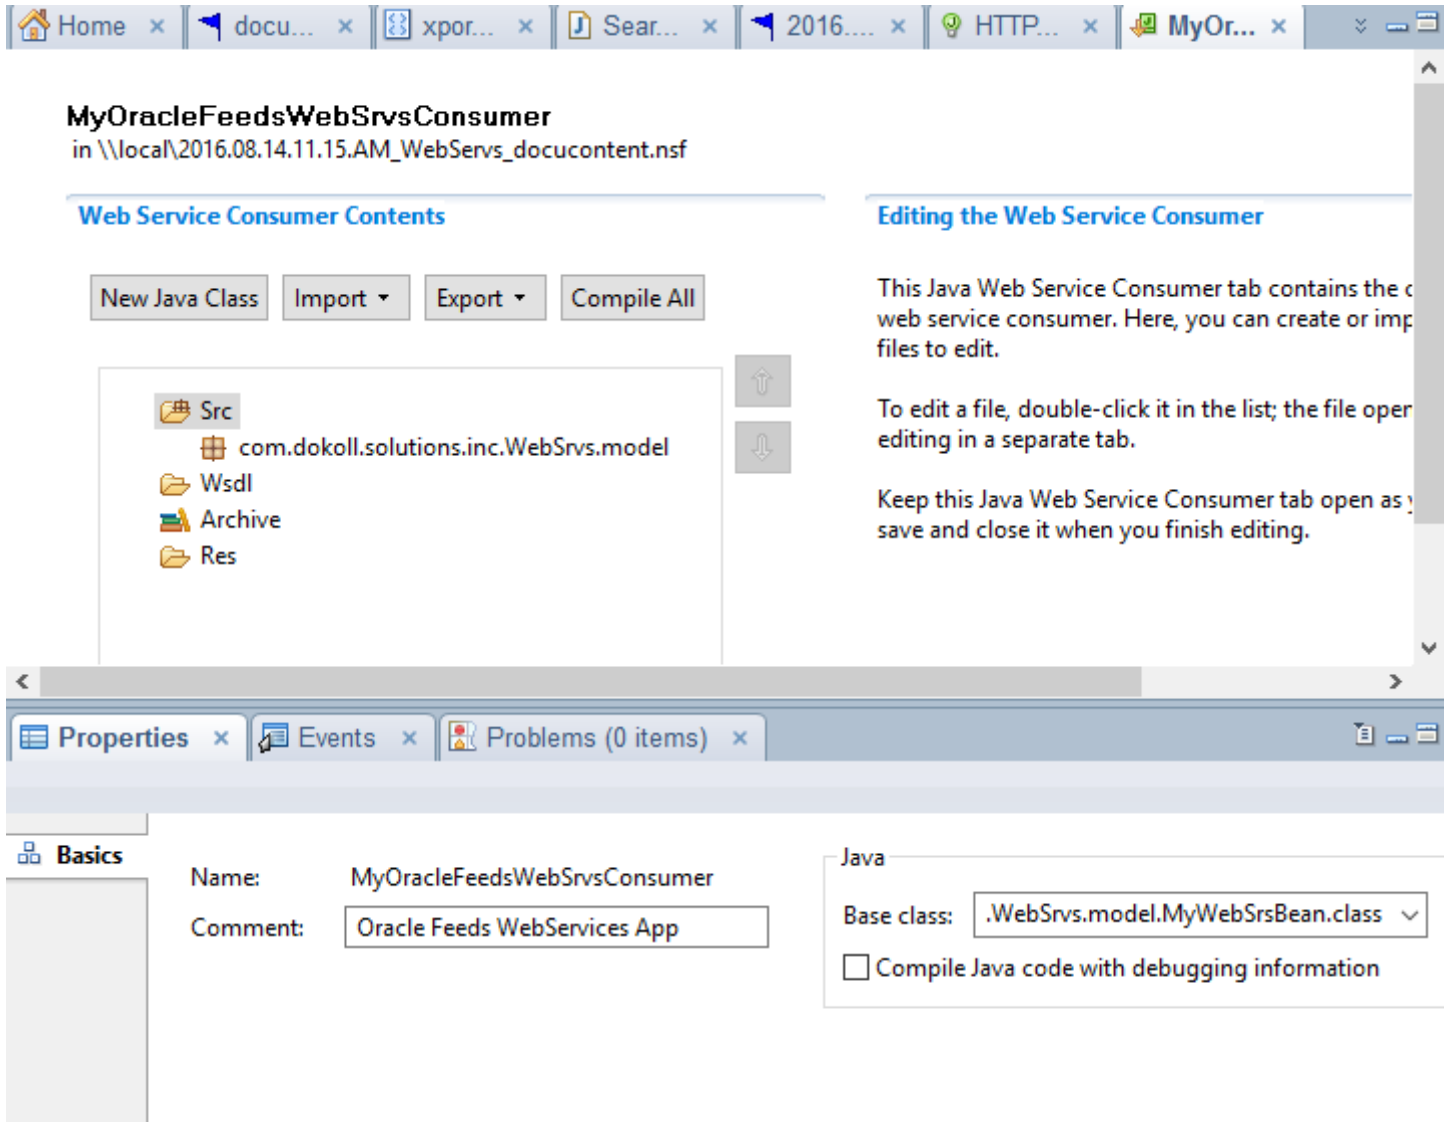 Home docu... xpor... Sear... 2016.... HTTP... MyOr...
MyOracleFeedsWebSrvsConsumer
in \\local\2016.08.14.11.15.AM_WebServs_docucontent.nsf
Web Service Consumer Contents
New Java Class Import Export Compile All
Src
com.dokoll.solutions.inc.WebSrvs.model
Wsdl
Archive
Res
Editing the Web Service Consumer
This Java Web Service Consumer tab contains the
web service consumer. Here, you can create or imp
files to edit.
To edit a file, double-click it in the list; the file oper
editing in a separate tab.
Keep this Java Web Service Consumer tab open as
save and close it when you finish editing.
Properties Events Problems (0 items)
Basics
Name: MyOracleFeedsWebSrvsConsumer
Comment: Oracle Feeds WebServices App
Java
Base class: .WebSrvs.model.MyWebSrsBean.class
Compile Java code with debugging information